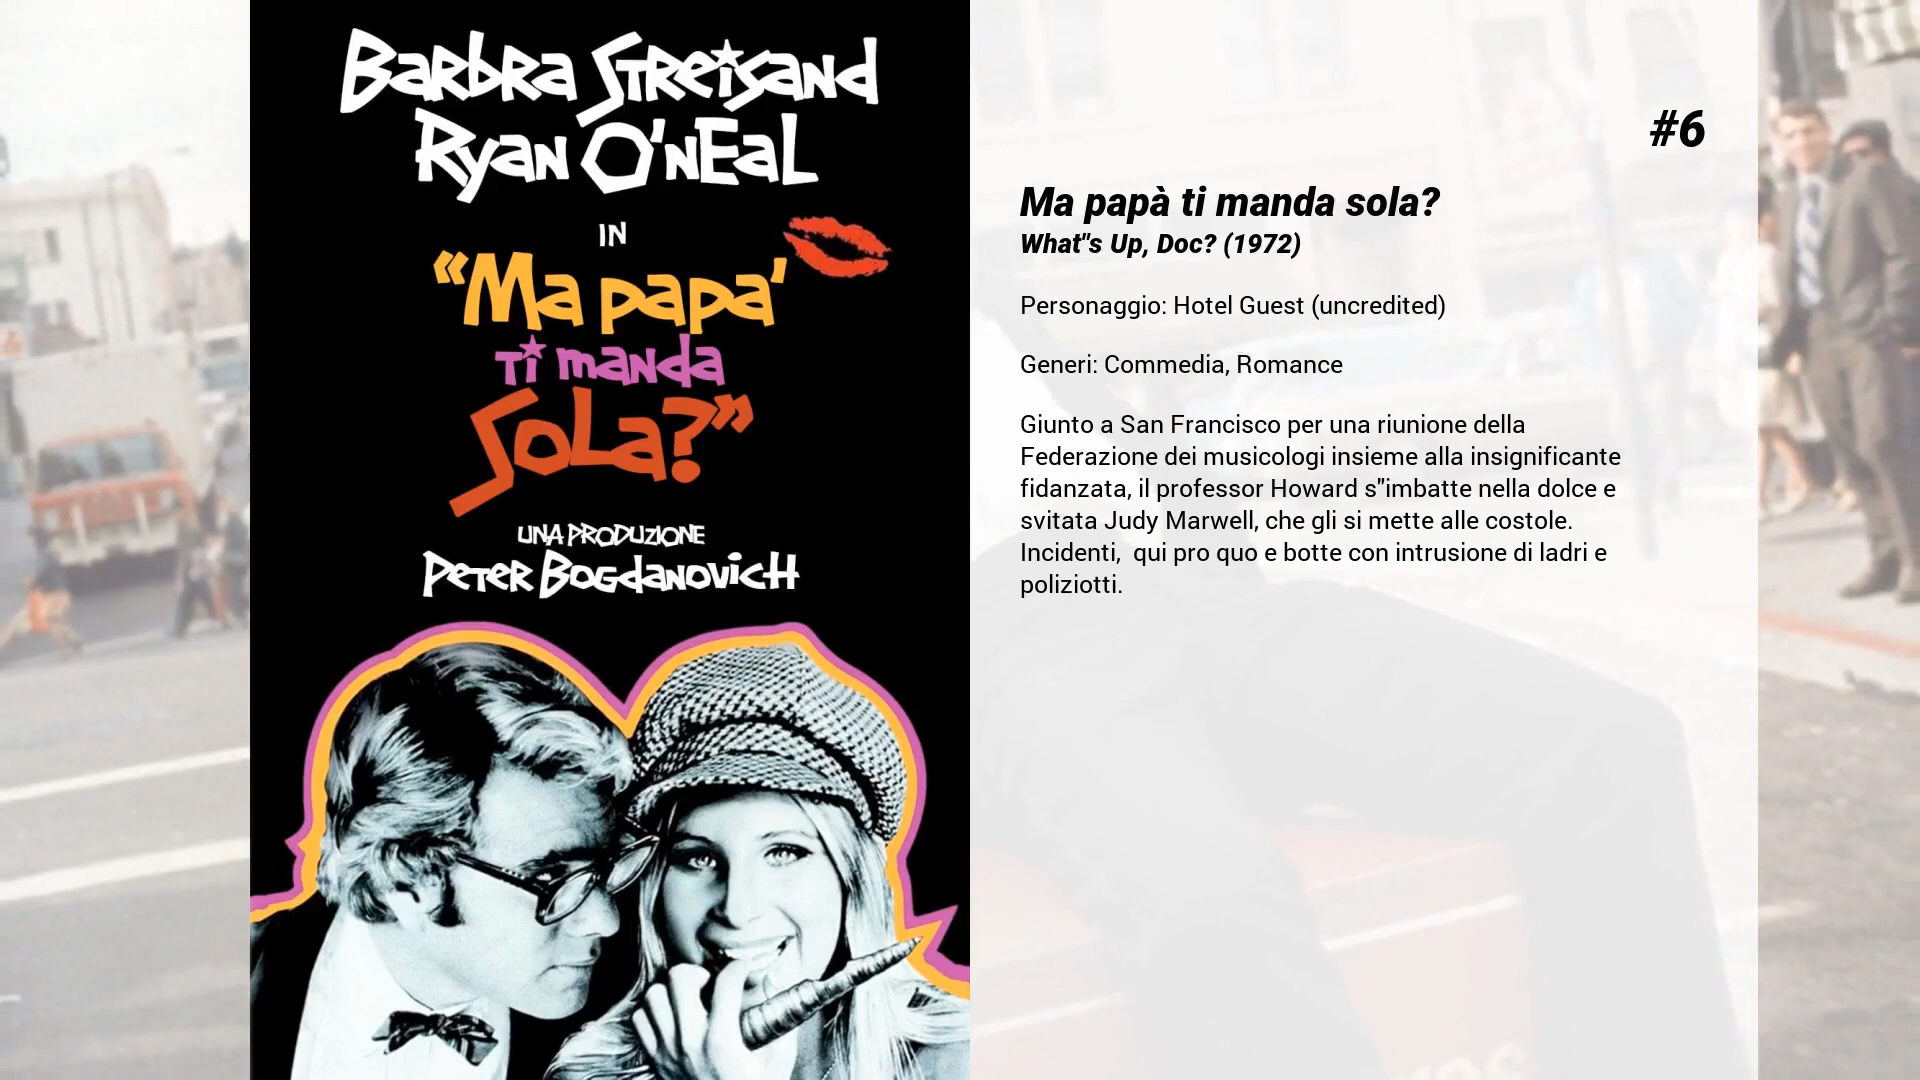 Barbra Streisand
Ryan O'Neal
IN
"Ma papa'
Ti manda
Sola?"
UNA PRODUZIONE
Peter Bogdanovich
#6
Ma papà ti manda sola?
What"s Up, Doc? (1972)
Personaggio: Hotel Guest (uncredited)
Generi: Commedia, Romance
Giunto a San Francisco per una riunione della
Federazione dei musicologi insieme alla insignificante
fidanzata, il professor Howard s"imbatte nella dolce e
svitata Judy Marwell, che gli si mette alle costole.
Incidenti,  qui pro quo e botte con intrusione di ladri e
poliziotti.